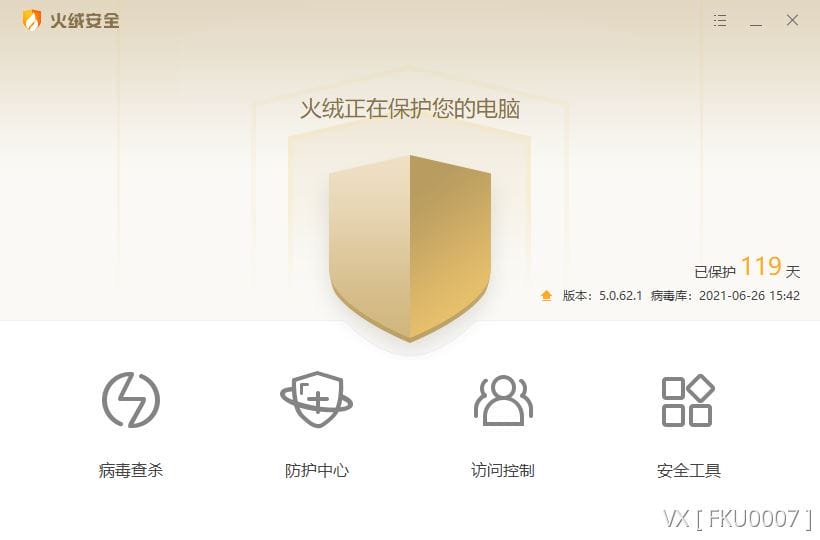 火绒安全
火绒正在保护您的电脑
已保护 119 天
版本：5.0.62.1 病毒库：2021-06-26 15:42
病毒查杀
防护中心
访问控制
安全工具
VX [ FKU0007 ]